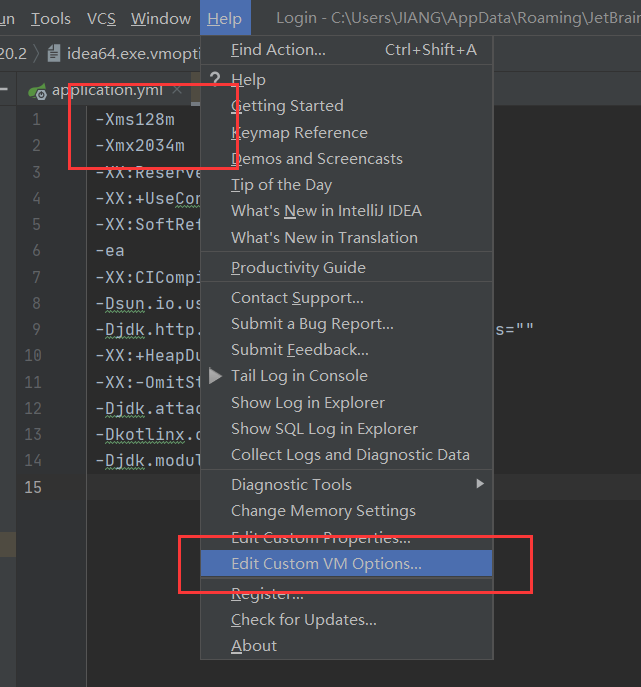 un Tools VCS Window Help Login - C:\Users\JIANG\AppData\Roaming\JetBrain
20.2 idea64.exe.vmopti
application.yml
Find Action... Ctrl+Shift+A
? Help
Getting Started
Keymap Reference
Demos and Screencasts
Tip of the Day
What's New in IntelliJ IDEA
What's New in Translation
Productivity Guide
Contact Support...
Submit a Bug Report...
Submit Feedback...
Tail Log in Console
Show Log in Explorer
Show SQL Log in Explorer
Collect Logs and Diagnostic Data
Diagnostic Tools
Change Memory Settings
Edit Custom Properties...
Edit Custom VM Options...
Register...
Check for Updates...
About
1 -Xms128m
2 -Xmx2034m
3 -XX:Reserve
4 -XX:+UseCon
5 -XX:SoftRef
6 -ea
7 -XX:CICompi
8 -Dsun.io.us
9 -Djdk.http. s=""
10 -XX:+HeapDu
11 -XX:-OmitSt
12 -Djdk.attac
13 -Dkotlinx.c
14 -Djdk.modul
15